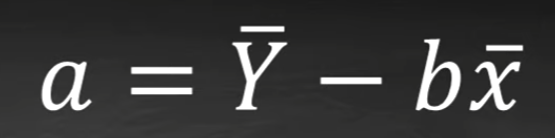 a = Ȳ − bx̄